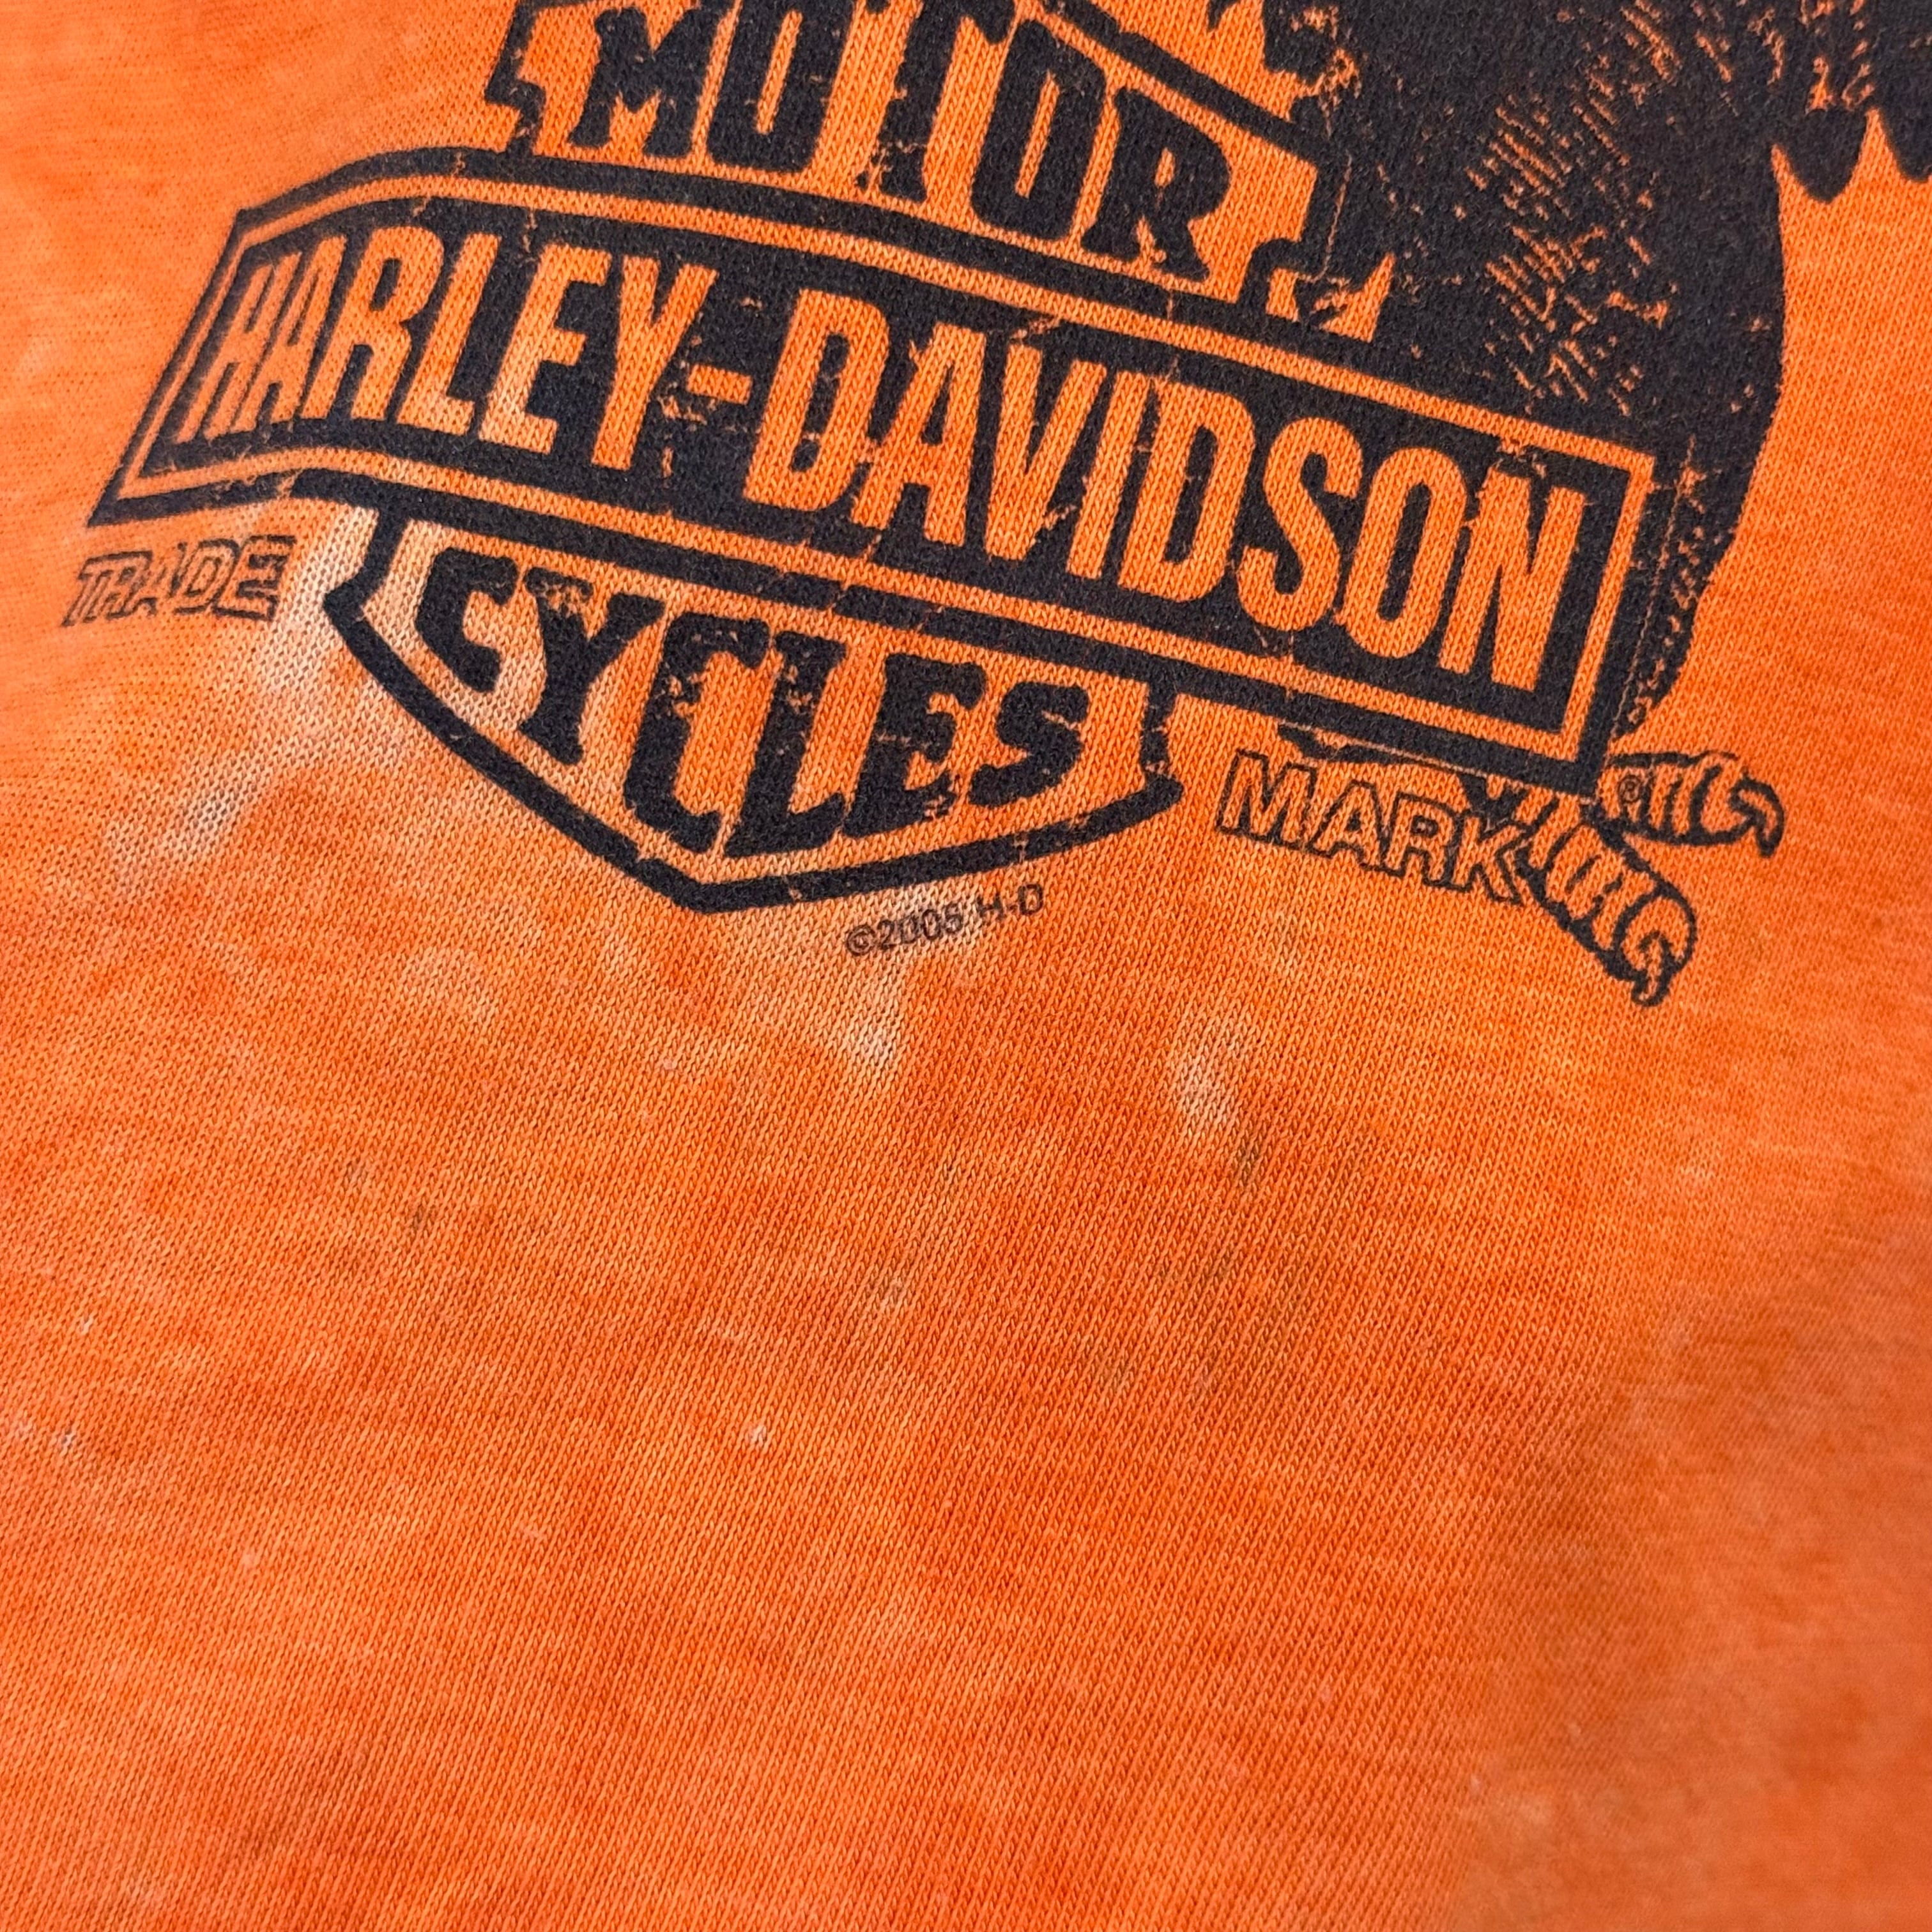 MOTOR
HARLEY-DAVIDSON
CYCLES
TRADE MARK
©2005 H-D